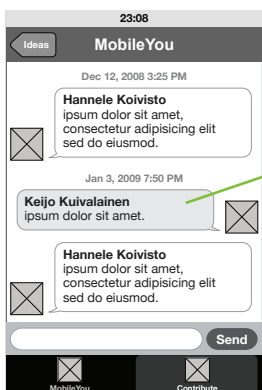 23:08
Ideas
MobileYou
Dec 12, 2008 3:25 PM
Hannele Koivisto
ipsum dolor sit amet,
consectetur adipisicing elit
sed do eiusmod.
Jan 3, 2009 7:50 PM
Keijo Kuivalainen
ipsum dolor sit amet.
Hannele Koivisto
ipsum dolor sit amet,
consectetur adipisicing elit
sed do eiusmod.
Send
MobileYou
Contribute